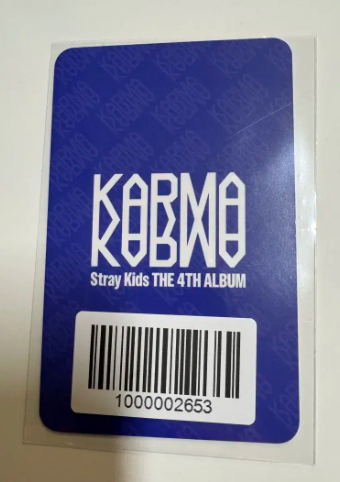 KARMA
KARMA
Stray Kids THE 4TH ALBUM
1000002653